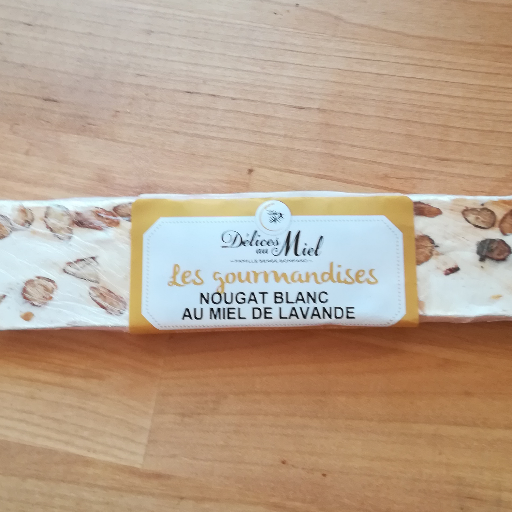 Délices
au Miel
Les gourmandises
NOUGAT BLANC
AU MIEL DE LAVANDE